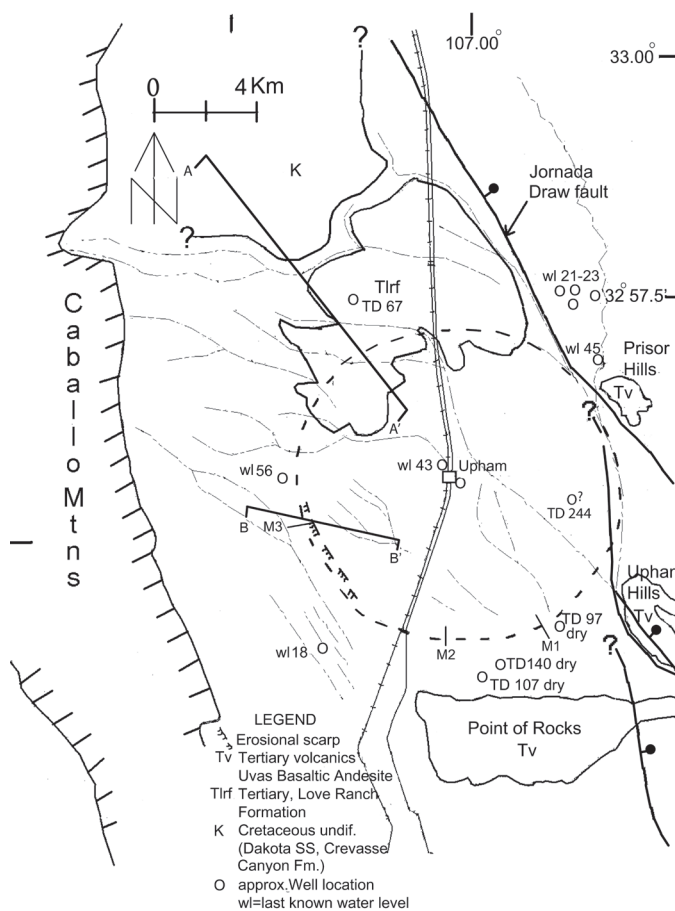 107.00°
33.00°
?
0 4 Km
N
A
K
Jornada
Draw fault
?
wl 21-23
Tlrf
TD 67
32° 57.5'
Caballo Mtns
wl 45
Prisor
Hills
Tv
?
A'
wl 43 Upham
wl 56
?
TD 244
B
M3
B'
Upham
Hills
Tv
TD 97
dry
?
M1
M2
wl 18
TD140 dry
TD 107 dry
Point of Rocks
Tv
LEGEND
Erosional scarp
Tv Tertiary volcanics
Uvas Basaltic Andesite
Tlrf Tertiary, Love Ranch
Formation
K Cretaceous undif.
(Dakota SS, Crevasse
Canyon Fm.)
O approx.Well location
wl=last known water level